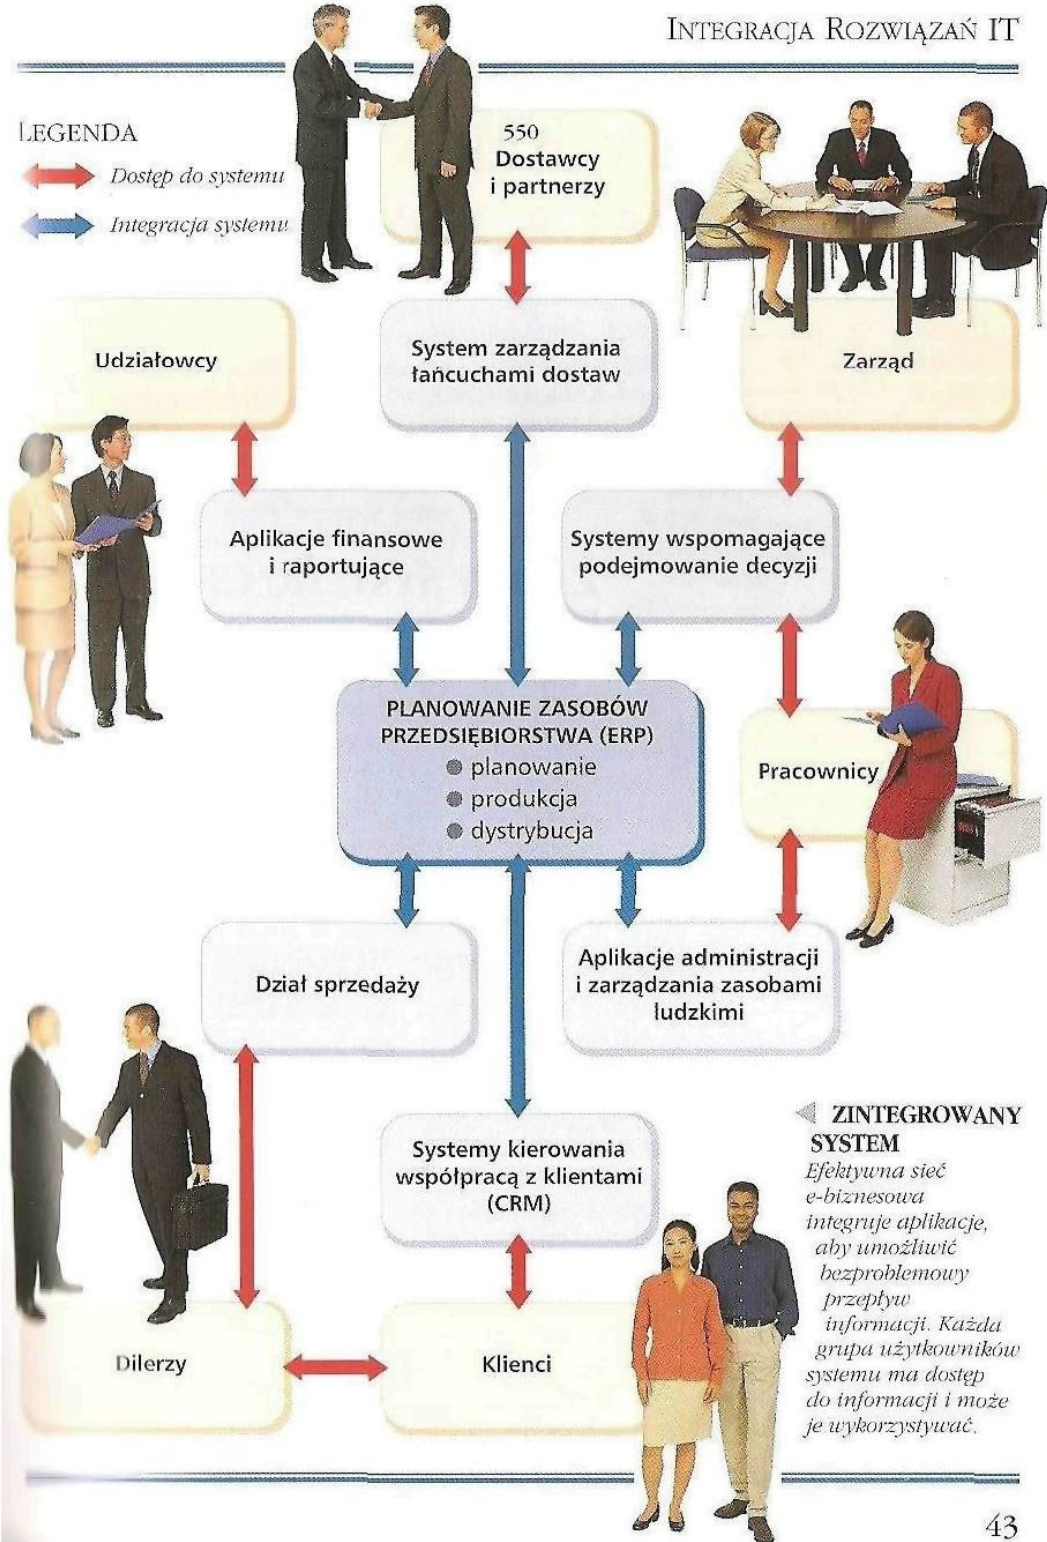 INTEGRACJA ROZWIĄZAŃ IT
LEGENDA
Dostęp do systemu
Integracja systemu
550
Dostawcy
i partnerzy
Udziałowcy
System zarządzania
łańcuchami dostaw
Zarząd
Aplikacje finansowe
i raportujące
Systemy wspomagające
podejmowanie decyzji
PLANOWANIE ZASOBÓW
PRZEDSIĘBIORSTWA (ERP)
● planowanie
● produkcja
● dystrybucja
Pracownicy
Dział sprzedaży
Aplikacje administracji
i zarządzania zasobami
ludzkimi
Systemy kierowania
współpracą z klientami
(CRM)
Dilerzy
Klienci
◀ ZINTEGROWANY
SYSTEM
Efektywna sieć
e-biznesowa
integruje aplikacje,
aby umożliwić
bezproblemowy
przepływ
informacji. Każda
grupa użytkowników
systemu ma dostęp
do informacji i może
je wykorzystywać.
43